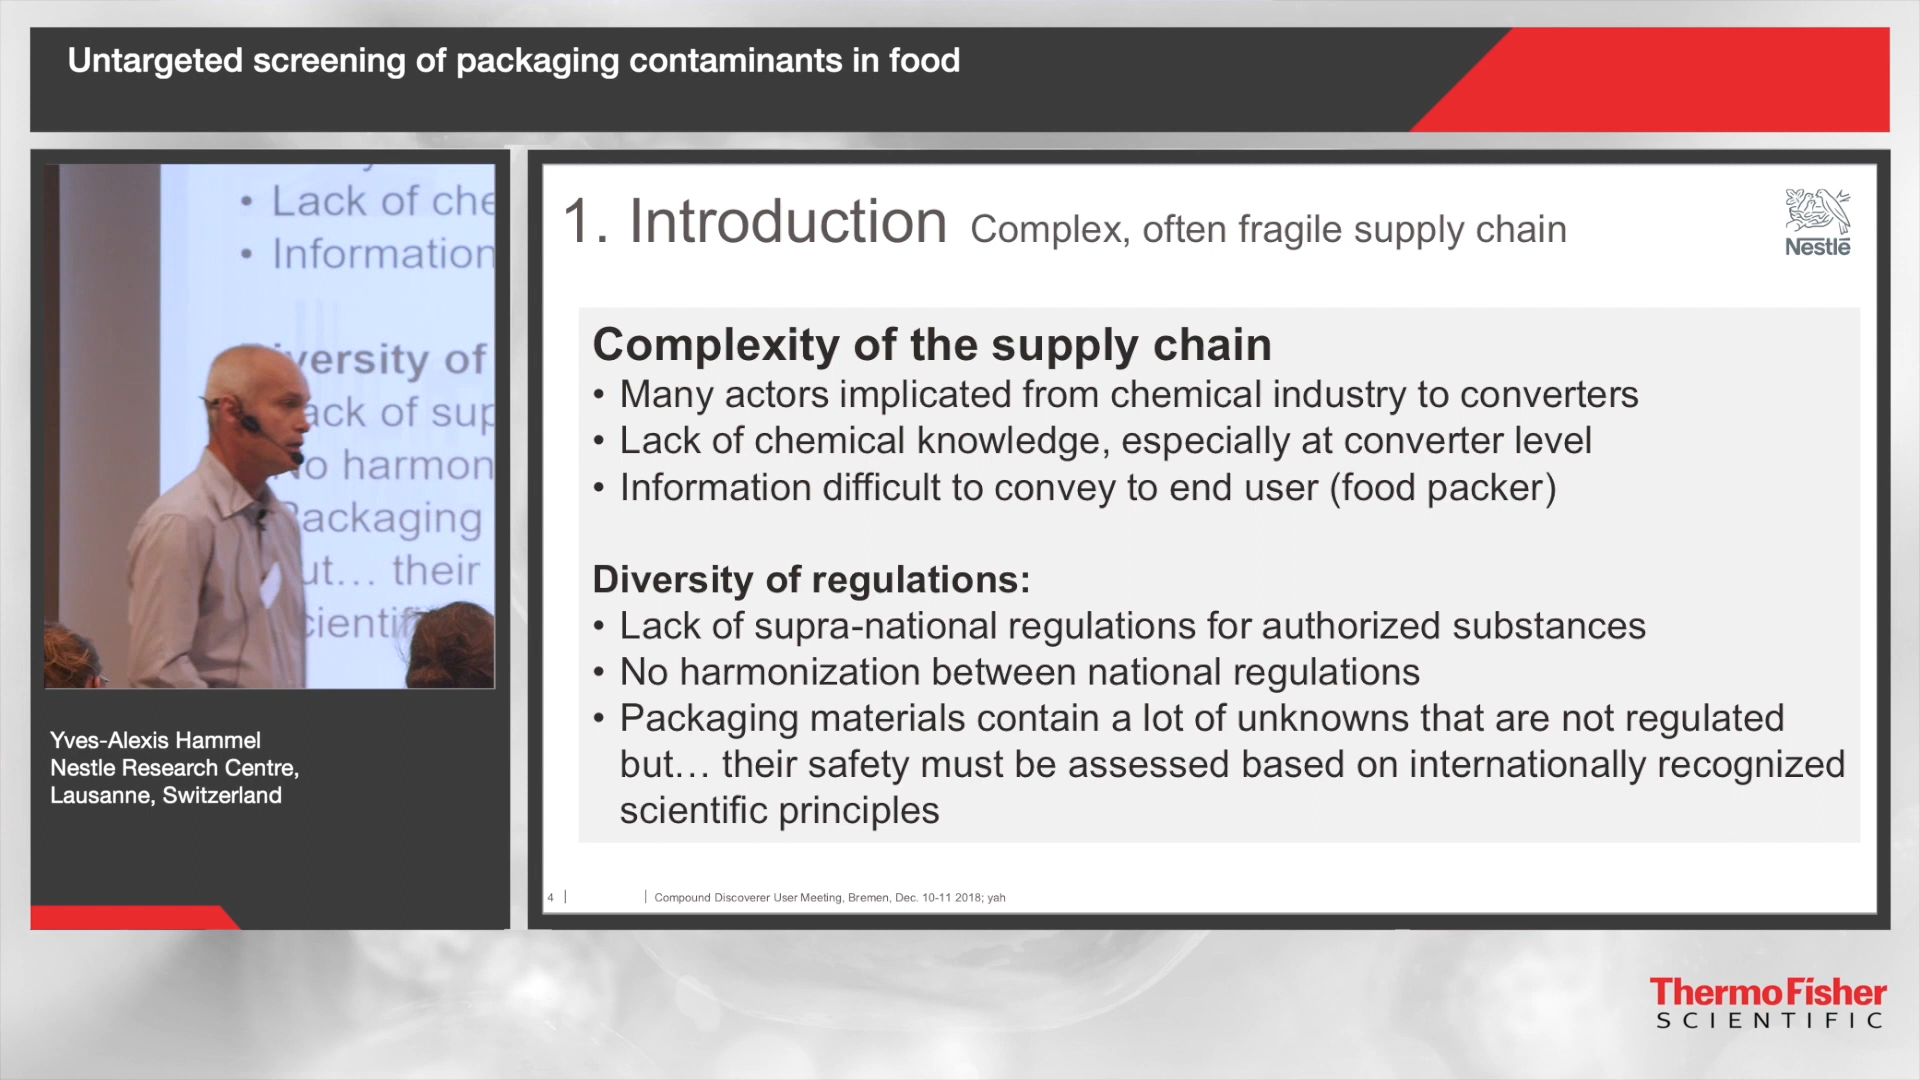 Untargeted screening of packaging contaminants in food
Lack of che
Information
iversity of
ack of sup
No harmon
Packaging
ut... their
cientif
Yves-Alexis Hammel
Nestle Research Centre,
Lausanne, Switzerland
1. Introduction Complex, often fragile supply chain
Nestlé
Complexity of the supply chain
• Many actors implicated from chemical industry to converters
• Lack of chemical knowledge, especially at converter level
• Information difficult to convey to end user (food packer)
Diversity of regulations:
• Lack of supra-national regulations for authorized substances
• No harmonization between national regulations
• Packaging materials contain a lot of unknowns that are not regulated
but… their safety must be assessed based on internationally recognized
scientific principles
4 | | Compound Discoverer User Meeting, Bremen, Dec. 10-11 2018; yah
ThermoFisher
SCIENTIFIC